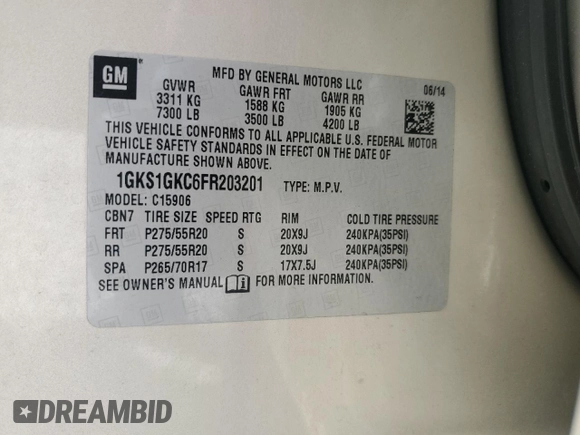 GM
MFD BY GENERAL MOTORS LLC
06/14
GVWR GAWR FRT GAWR RR
3311 KG 1588 KG 1905 KG
7300 LB 3500 LB 4200 LB
THIS VEHICLE CONFORMS TO ALL APPLICABLE U.S. FEDERAL MOTOR
VEHICLE SAFETY STANDARDS IN EFFECT ON THE DATE OF
MANUFACTURE SHOWN ABOVE.
1GKS1GKC6FR203201 TYPE: M.P.V.
MODEL: C15906
CBN7 TIRE SIZE SPEED RTG RIM COLD TIRE PRESSURE
FRT P275/55R20 S 20X9J 240KPA(35PSI)
RR P275/55R20 S 20X9J 240KPA(35PSI)
SPA P265/70R17 S 17X7.5J 240KPA(35PSI)
SEE OWNER'S MANUAL FOR MORE INFORMATION.
DREAMBID